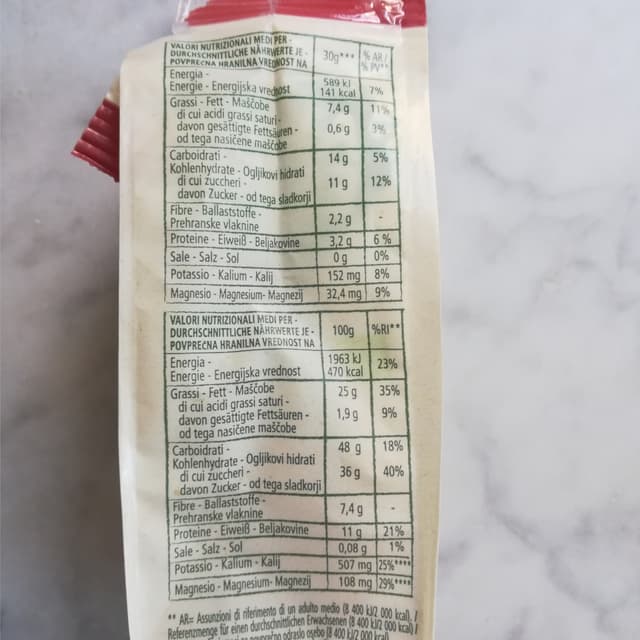 VALORI NUTRIZIONALI MEDI PER -
DURCHSCHNITTLICHE NÄHRWERTE JE -
POVPREČNA HRANILNA VREDNOST NA
30g*** % AR/
% PV**
Energia -
Energie - Energijska vrednost
589 kJ
141 kcal 7%
Grassi - Fett - Maščobe 7,4 g 11%
di cui acidi grassi saturi -
davon gesättigte Fettsäuren - 0,6 g 3%
od tega nasičene maščobe
Carboidrati - 14 g 5%
Kohlenhydrate - Ogljikovi hidrati
di cui zuccheri - 11 g 12%
davon Zucker - od tega sladkorji
Fibre - Ballaststoffe -
Prehranske vlaknine 2,2 g -
Proteine - Eiweiß - Beljakovine 3,2 g 6 %
Sale - Salz - Sol 0 g 0%
Potassio - Kalium - Kalij 152 mg 8%
Magnesio - Magnesium- Magnezij 32,4 mg 9%
VALORI NUTRIZIONALI MEDI PER -
DURCHSCHNITTLICHE NÄHRWERTE JE -
POVPREČNA HRANILNA VREDNOST NA
100g %RI**
Energia -
Energie - Energijska vrednost
1963 kJ
470 kcal 23%
Grassi - Fett - Maščobe 25 g 35%
di cui acidi grassi saturi -
davon gesättigte Fettsäuren - 1,9 g 9%
od tega nasičene maščobe
Carboidrati - 48 g 18%
Kohlenhydrate - Ogljikovi hidrati
di cui zuccheri - 36 g 40%
davon Zucker - od tega sladkorji
Fibre - Ballaststoffe -
Prehranske vlaknine 7,4 g -
Proteine - Eiweiß - Beljakovine 11 g 21%
Sale - Salz - Sol 0,08 g 1%
Potassio - Kalium - Kalij 507 mg 25%****
Magnesio - Magnesium- Magnezij 108 mg 29%****
** AR= Assunzioni di riferimento di un adulto medio (8 400 kJ/2 000 kcal). /
Referenzmenge für einen durchschnittlichen Erwachsenen (8 400 kJ/2 000 kcal) /
povprečno odraslo osebo (8 400 kJ/2 000 kcal)